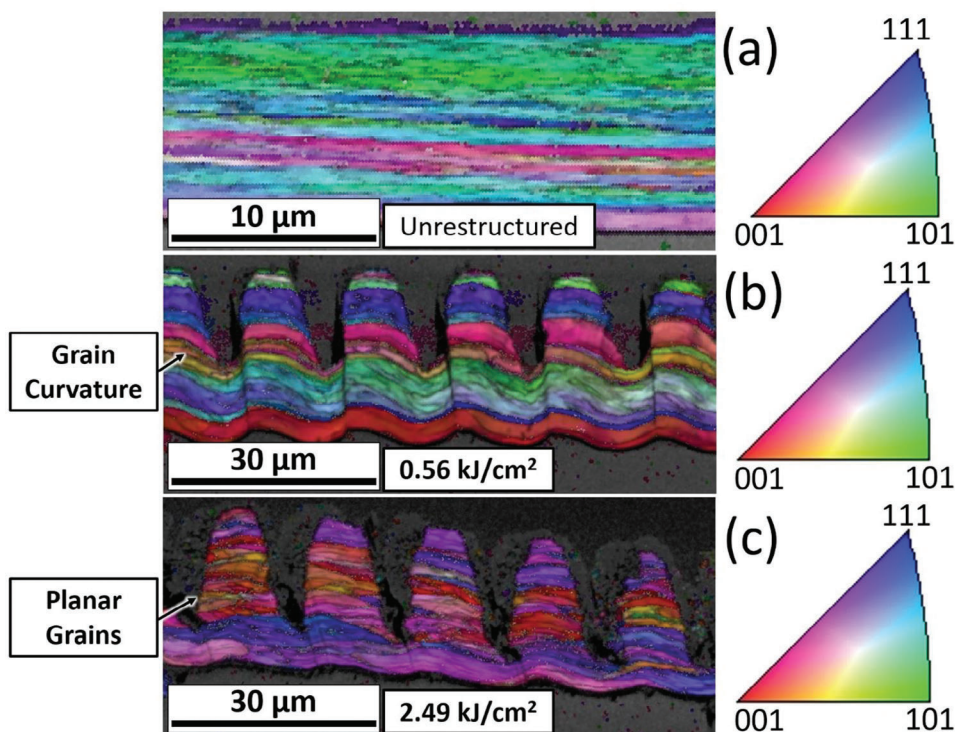 (a)
111
001
101
10 µm
Unrestructured
(b)
111
001
101
Grain
Curvature
30 µm
0.56 kJ/cm²
(c)
111
001
101
Planar
Grains
30 µm
2.49 kJ/cm²